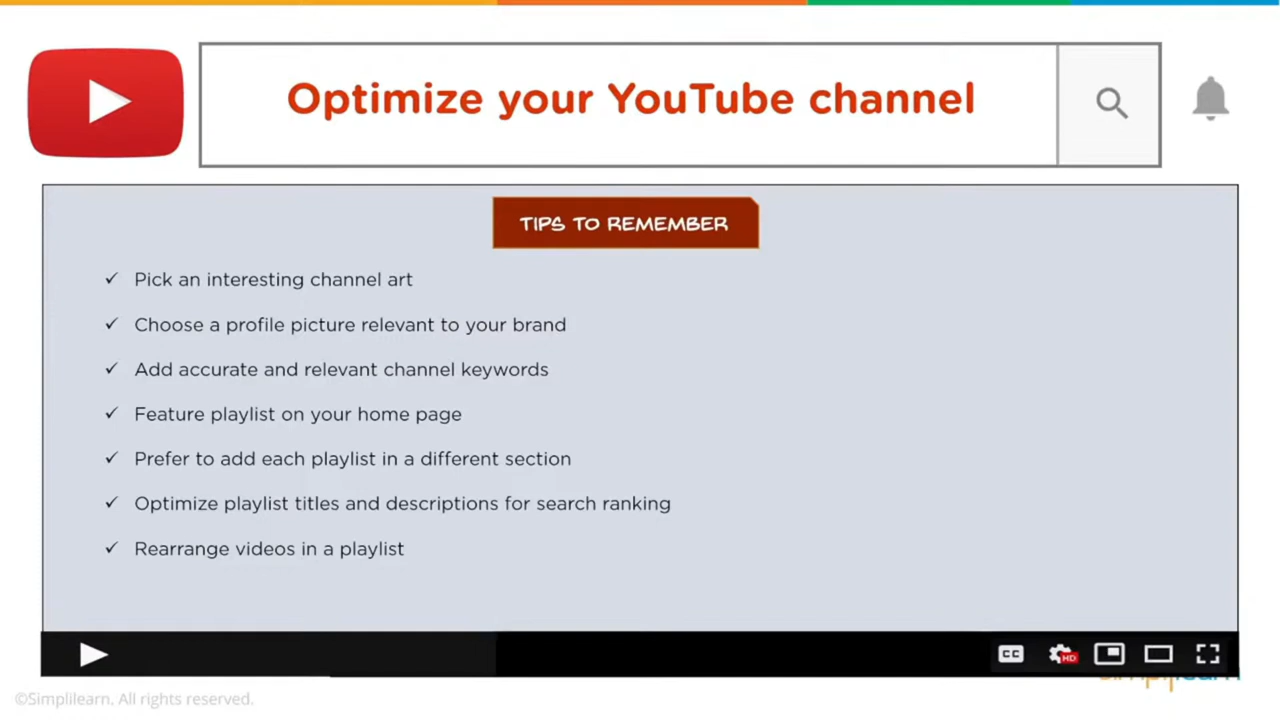 Optimize your YouTube channel
TIPS TO REMEMBER
✓ Pick an interesting channel art
✓ Choose a profile picture relevant to your brand
✓ Add accurate and relevant channel keywords
✓ Feature playlist on your home page
✓ Prefer to add each playlist in a different section
✓ Optimize playlist titles and descriptions for search ranking
✓ Rearrange videos in a playlist
CC HD
©Simplilearn. All rights reserved.